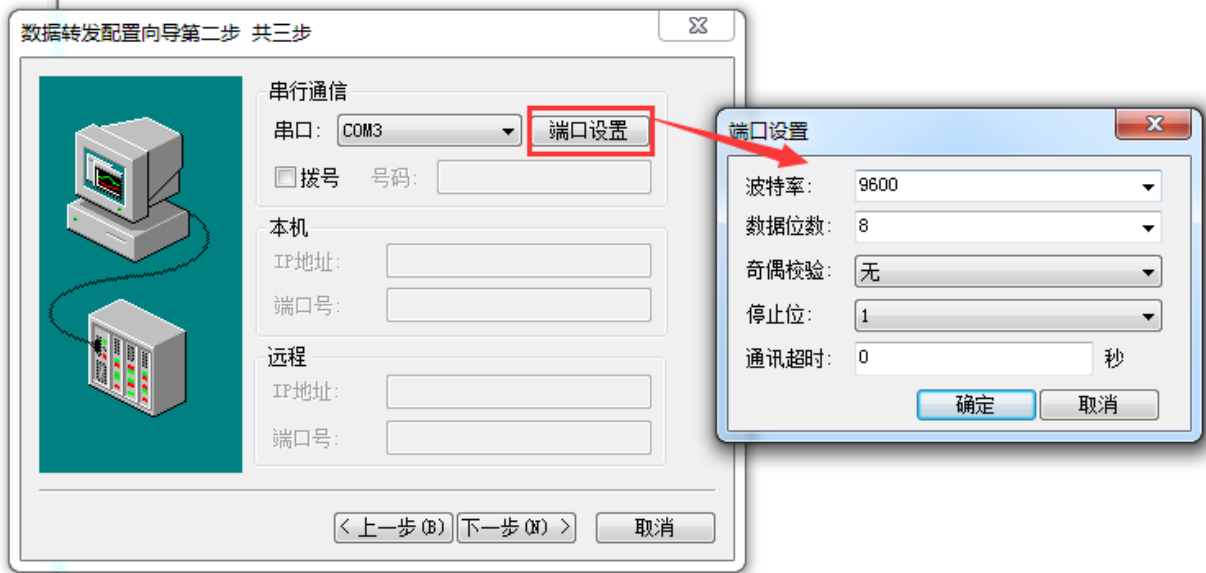 数据转发配置向导第二步 共三步
串行通信
串口: COM3 端口设置
拨号 号码:
本机
IP地址:
端口号:
远程
IP地址:
端口号:
< 上一步(B) 下一步(N) > 取消
端口设置
波特率: 9600
数据位数: 8
奇偶校验: 无
停止位: 1
通讯超时: 0 秒
确定 取消